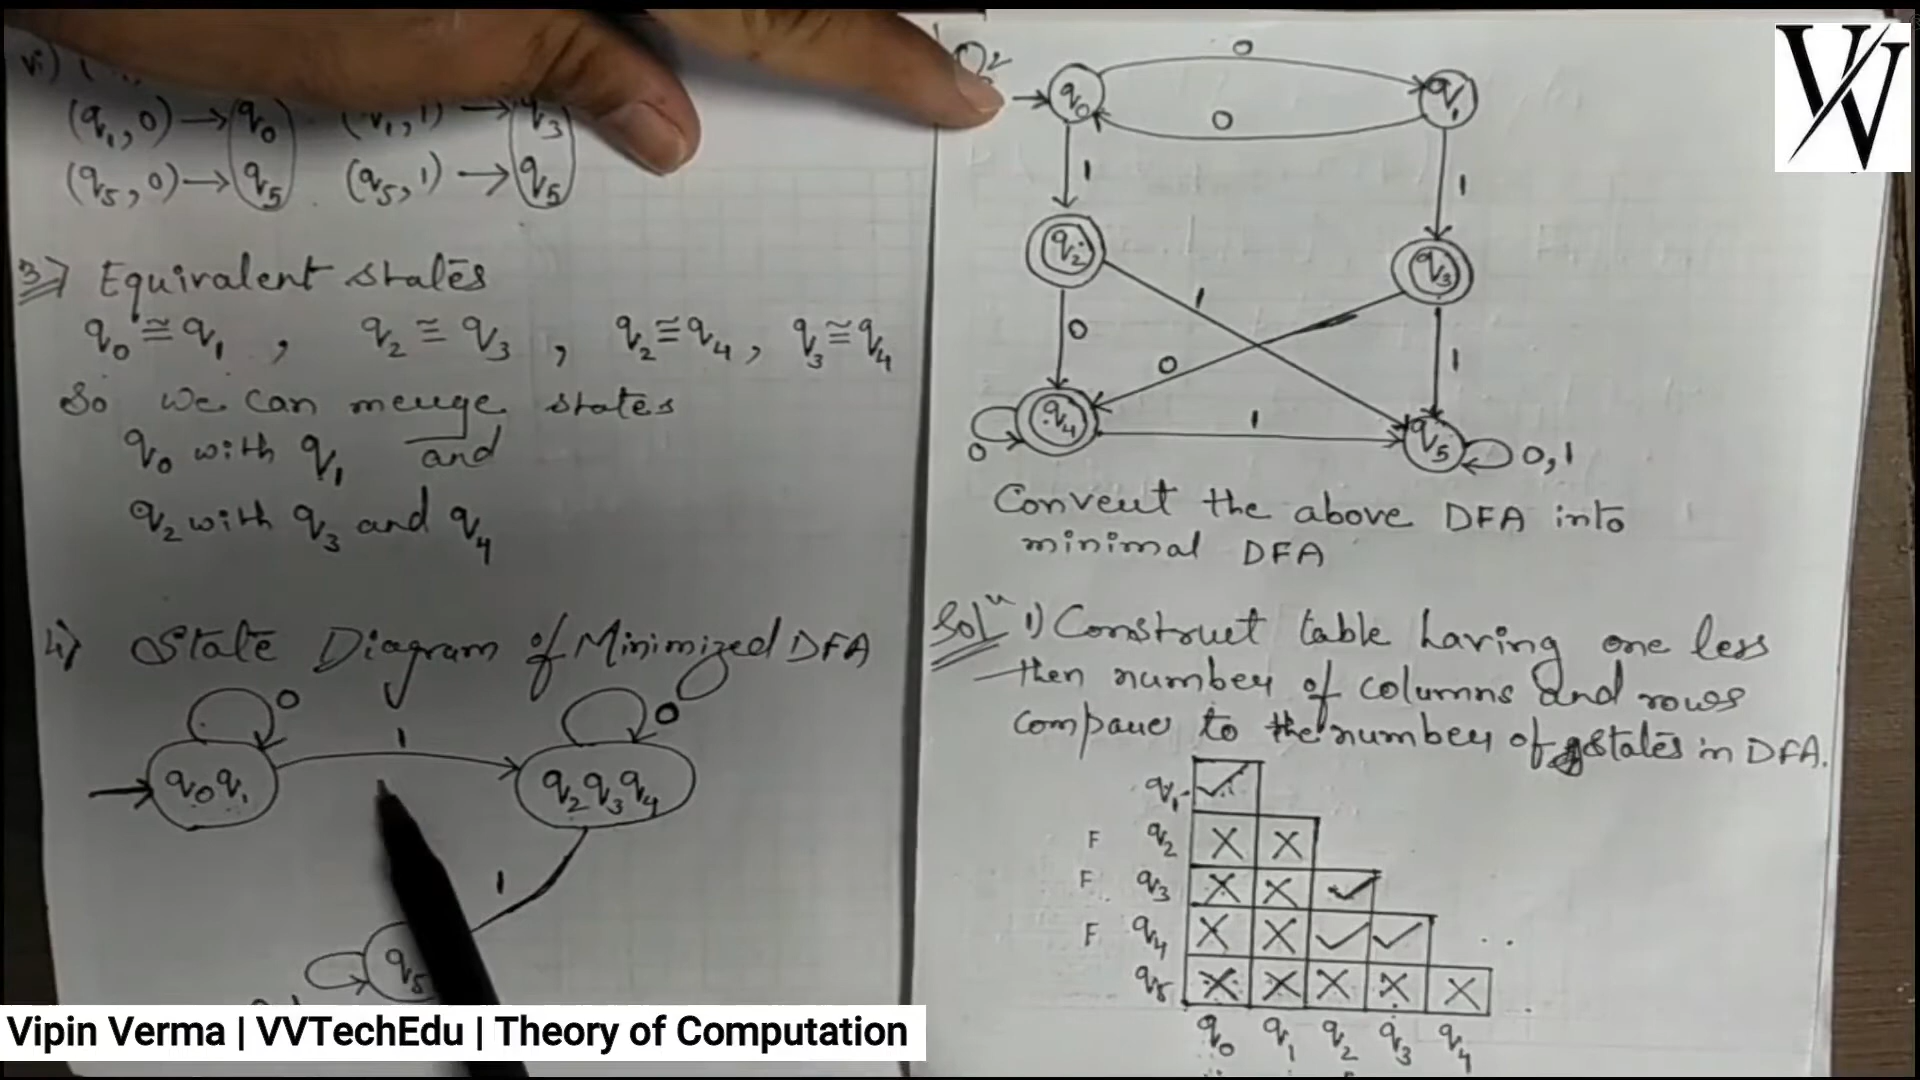 vi)
(q1, 0) → q0 (q1, 1) → q3
(q5, 0) → q5 (q5, 1) → q5
3) Equivalent states
q0 ≅ q1 , q2 ≅ q3 , q2 ≅ q4 , q3 ≅ q4
So we can merge states
q0 with q1 and
q2 with q3 and q4
4) State Diagram of Minimized DFA
0 1 0
q0q1 q2q3q4
1
q5
Q2
0
q0 q1
0
1 1
q2 q3
1
0 0 1
q4 1 q5 0,1
0
Convert the above DFA into
minimal DFA
Solⁿ 1) Construct table having one less
then number of columns and rows
compare to the number of states in DFA.
q1 ✓
F q2 X X
F q3 X X ✓
F q4 X X ✓ ✓
q5 X X X X X
q0 q1 q2 q3 q4
VV
Vipin Verma | VVTechEdu | Theory of Computation